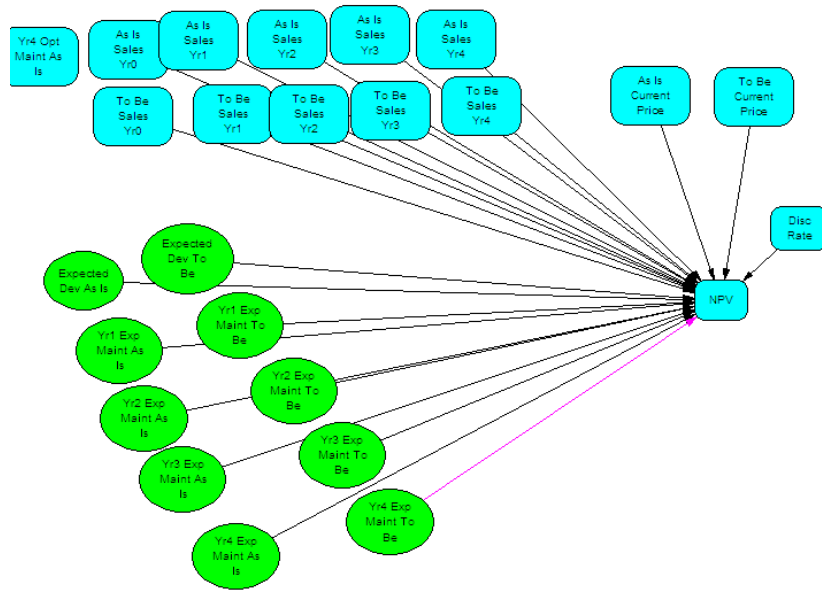 Yr4 Opt
Maint As
Is
As Is
Sales
Yr0
As Is
Sales
Yr1
As Is
Sales
Yr2
As Is
Sales
Yr3
As Is
Sales
Yr4
To Be
Sales
Yr0
To Be
Sales
Yr1
To Be
Sales
Yr2
To Be
Sales
Yr3
To Be
Sales
Yr4
As Is
Current
Price
To Be
Current
Price
Disc
Rate
NPV
Expected
Dev To
Be
Expected
Dev As Is
Yr1 Exp
Maint To
Be
Yr1 Exp
Maint As
Is
Yr2 Exp
Maint To
Be
Yr2 Exp
Maint As
Is
Yr3 Exp
Maint To
Be
Yr3 Exp
Maint As
Is
Yr4 Exp
Maint To
Be
Yr4 Exp
Maint As
Is